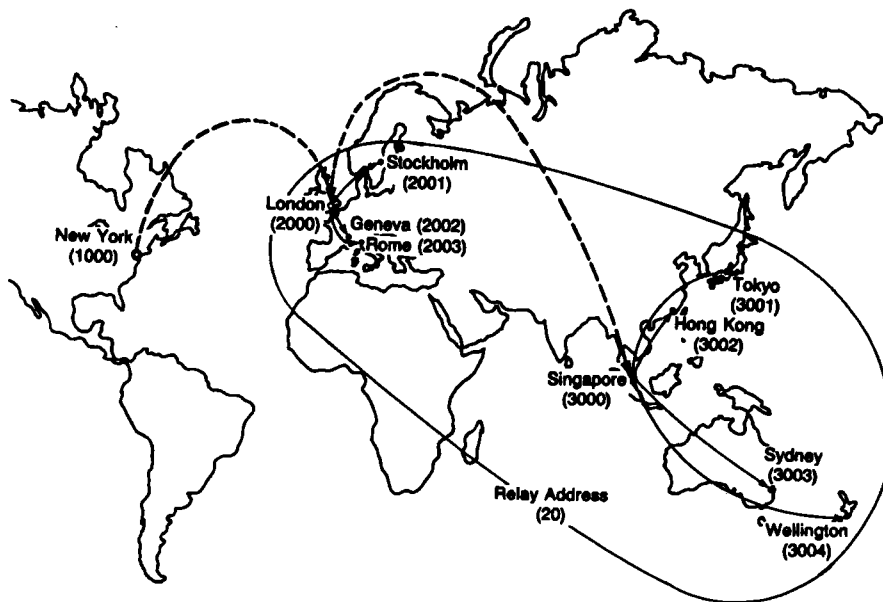 Stockholm
(2001)
London
(2000)
Geneva (2002)
Rome (2003)
New York
(1000)
Tokyo
(3001)
Hong Kong
(3002)
Singapore
(3000)
Sydney
(3003)
Relay Address
(20)
Wellington
(3004)